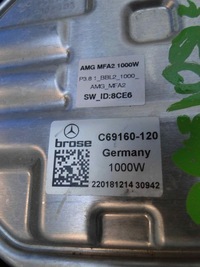 AMG MFA2 1000W
P3.8.1_BBL2_1000_
AMG_MFA2
SW_ID:8CE6
brose
C69160-120
Germany
1000W
220181214 30942